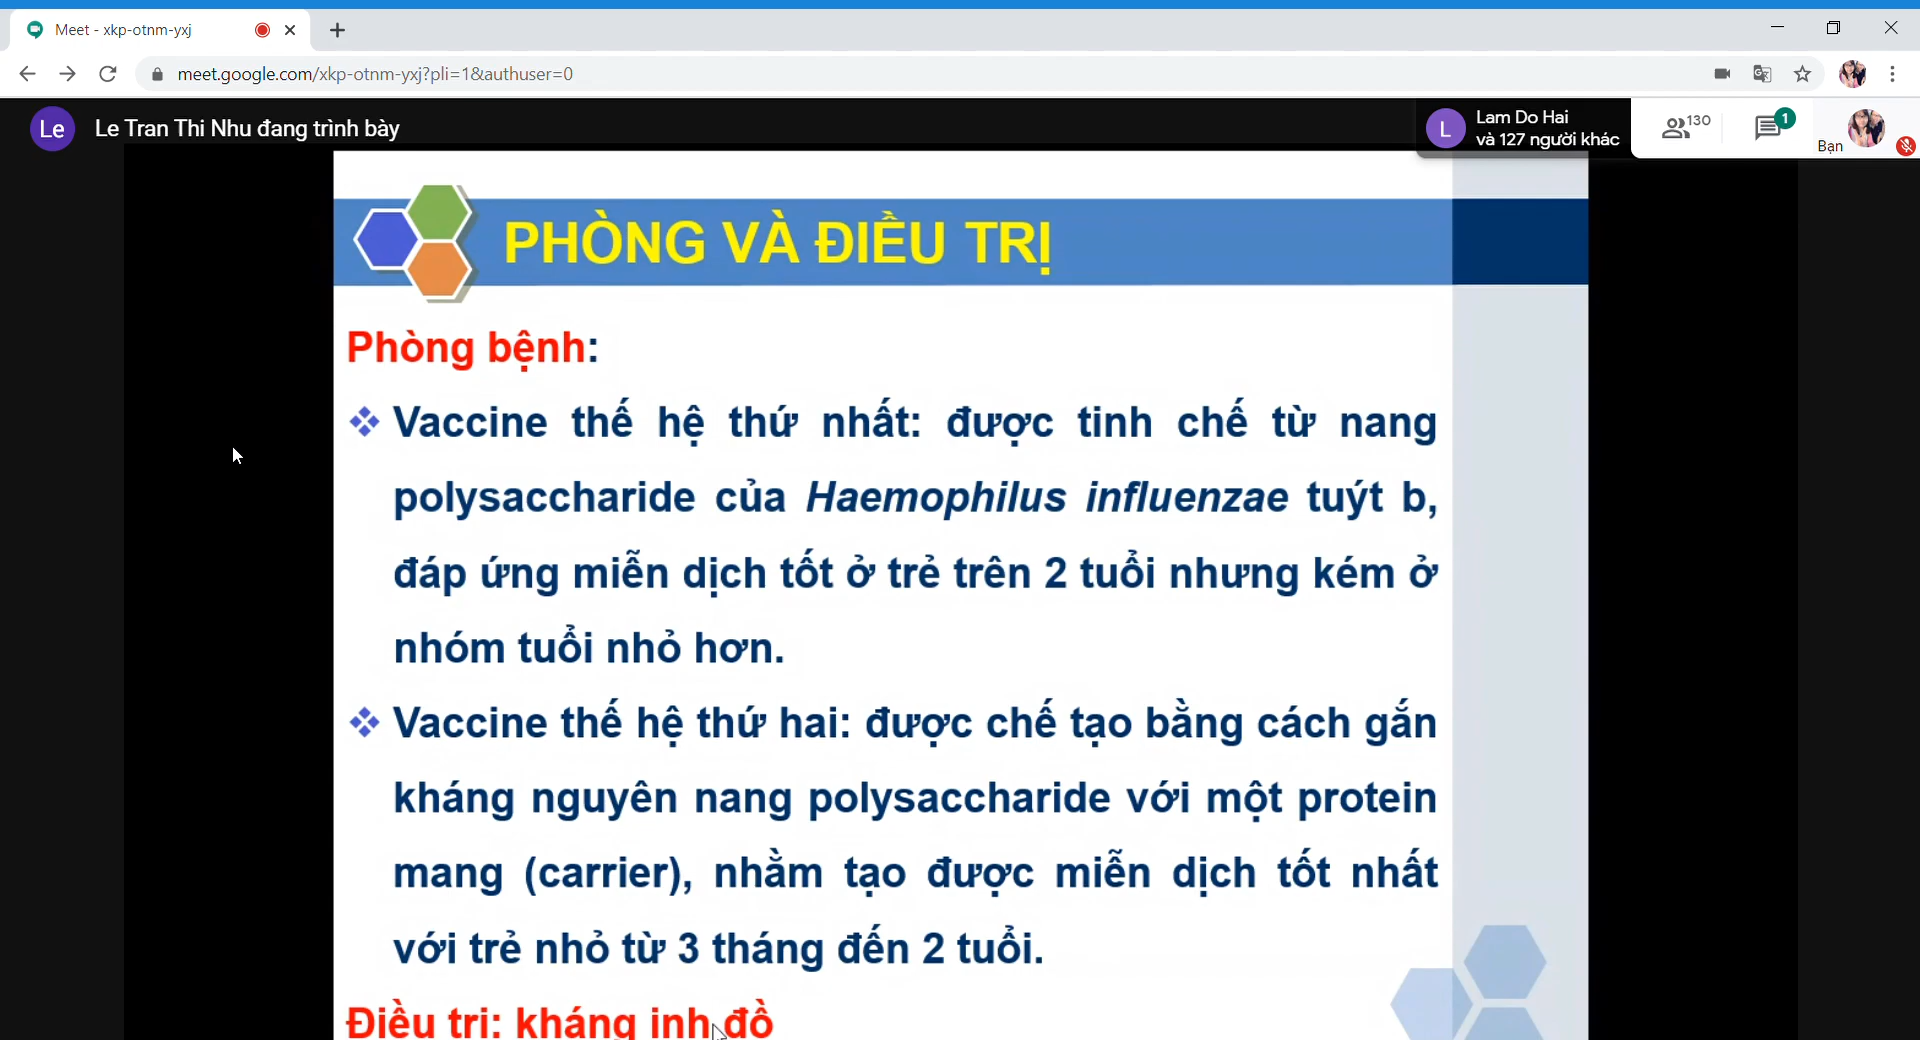 Meet - xkp-otnm-yxj
meet.google.com/xkp-otnm-yxj?pli=1&authuser=0
Le
Le Tran Thi Nhu đang trình bày
L
Lam Do Hai
và 127 người khác
130
1
Bạn
PHÒNG VÀ ĐIỀU TRỊ
Phòng bệnh:
Vaccine thế hệ thứ nhất: được tinh chế từ nang
polysaccharide của Haemophilus influenzae tuýt b,
đáp ứng miễn dịch tốt ở trẻ trên 2 tuổi nhưng kém ở
nhóm tuổi nhỏ hơn.
Vaccine thế hệ thứ hai: được chế tạo bằng cách gắn
kháng nguyên nang polysaccharide với một protein
mang (carrier), nhằm tạo được miễn dịch tốt nhất
với trẻ nhỏ từ 3 tháng đến 2 tuổi.
Điều trị: kháng inh đồ